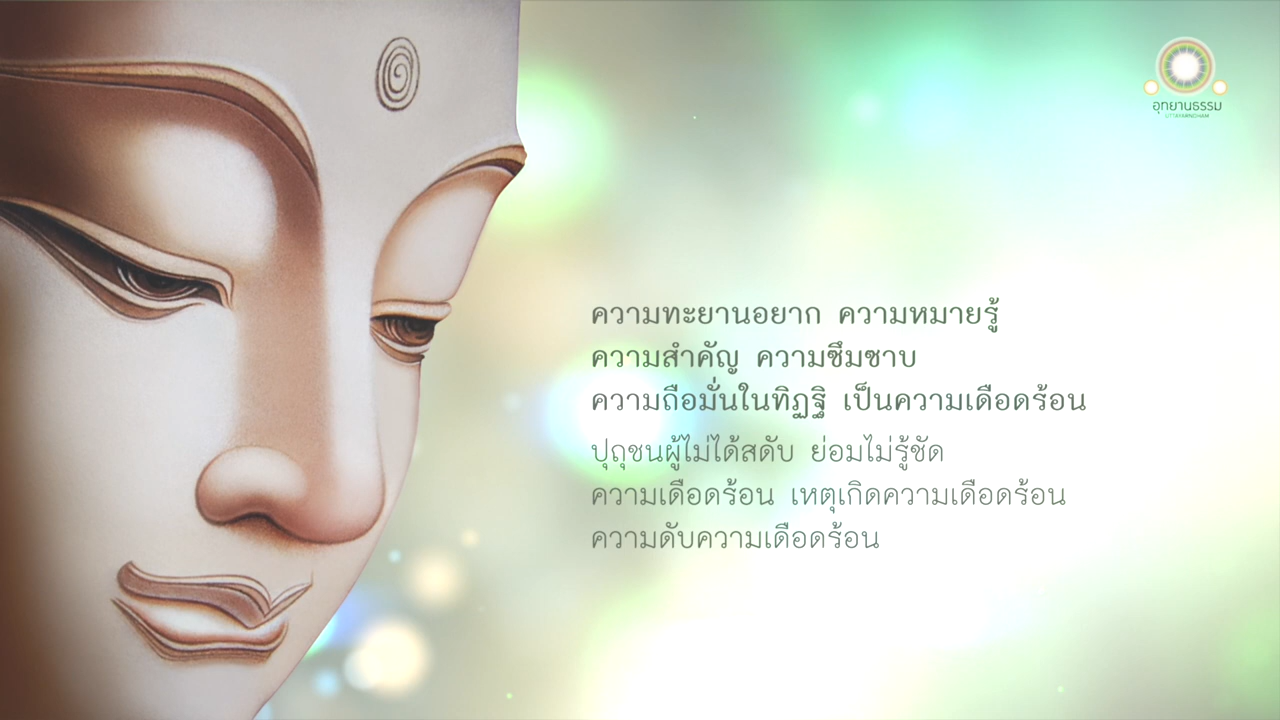 อุทยานธรรม
UTTAYARNDHAM
ความทะยานอยาก ความหมายรู้
ความสำคัญ ความซึมซาบ
ความถือมั่นในทิฏฐิ เป็นความเดือดร้อน
ปุถุชนผู้ไม่ได้สดับ ย่อมไม่รู้ชัด
ความเดือดร้อน เหตุเกิดความเดือดร้อน
ความดับความเดือดร้อน